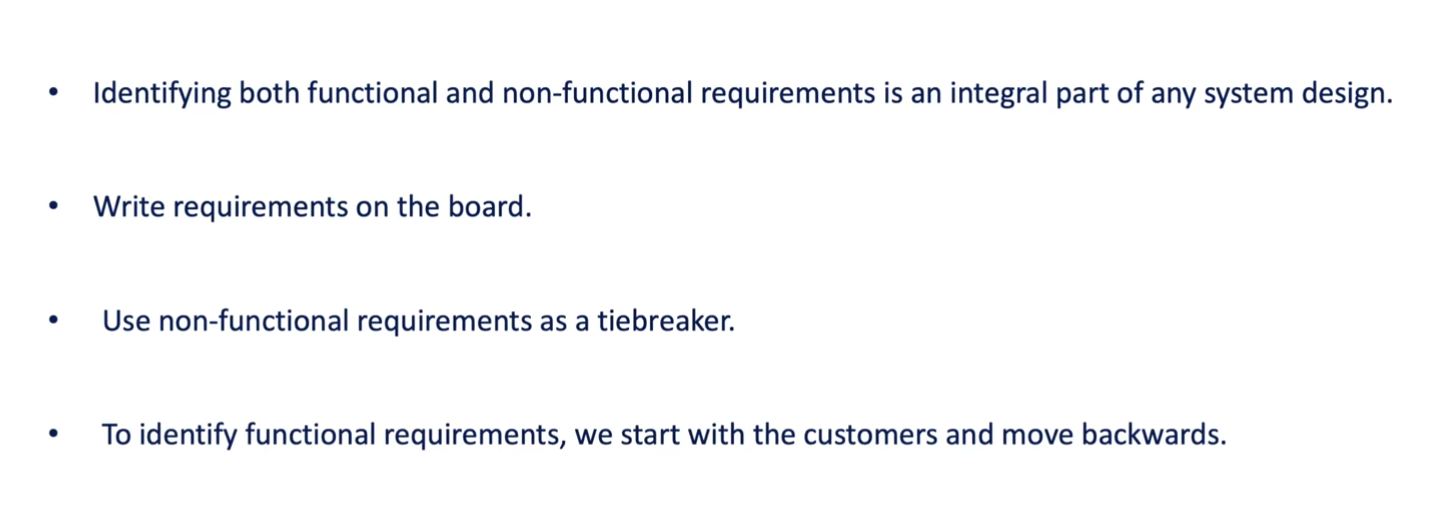 • Identifying both functional and non-functional requirements is an integral part of any system design.
• Write requirements on the board.
• Use non-functional requirements as a tiebreaker.
• To identify functional requirements, we start with the customers and move backwards.